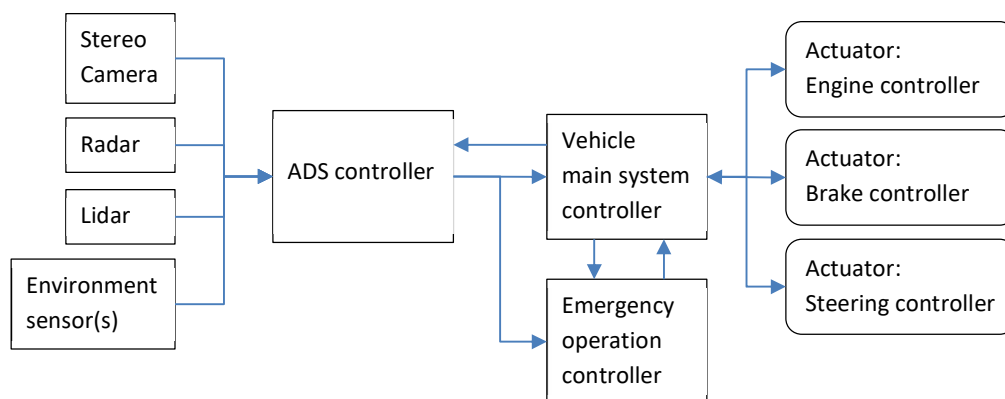 Stereo
Camera
Radar
Lidar
Environment
sensor(s)
ADS controller
Vehicle
main system
controller
Emergency
operation
controller
Actuator:
Engine controller
Actuator:
Brake controller
Actuator:
Steering controller